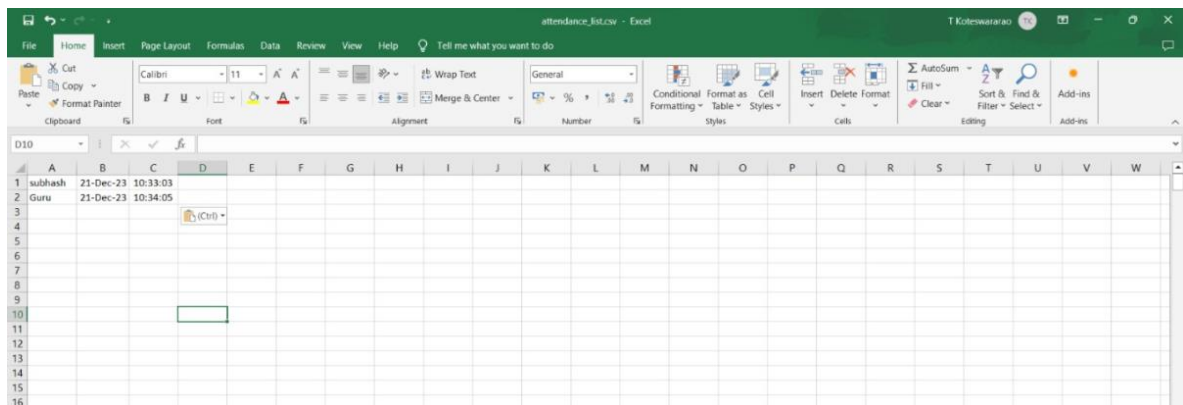 attendance_list.csv - Excel
T Koteswararao TK
File Home Insert Page Layout Formulas Data Review View Help Tell me what you want to do
Paste
Cut
Copy
Format Painter
Clipboard
Calibri 11 A A
B I U A
Font
Wrap Text
Merge & Center
Alignment
General
% ,
Number
Conditional Formatting
Format as Table
Cell Styles
Styles
Insert Delete Format
Cells
AutoSum
Fill
Clear
Sort & Filter
Find & Select
Editing
Add-ins
Add-ins
D10 fx
A B C D E F G H I J K L M N O P Q R S T U V W
1 subhash 21-Dec-23 10:33:03
2 Guru 21-Dec-23 10:34:05
3 (Ctrl)
4
5
6
7
8
9
10
11
12
13
14
15
16